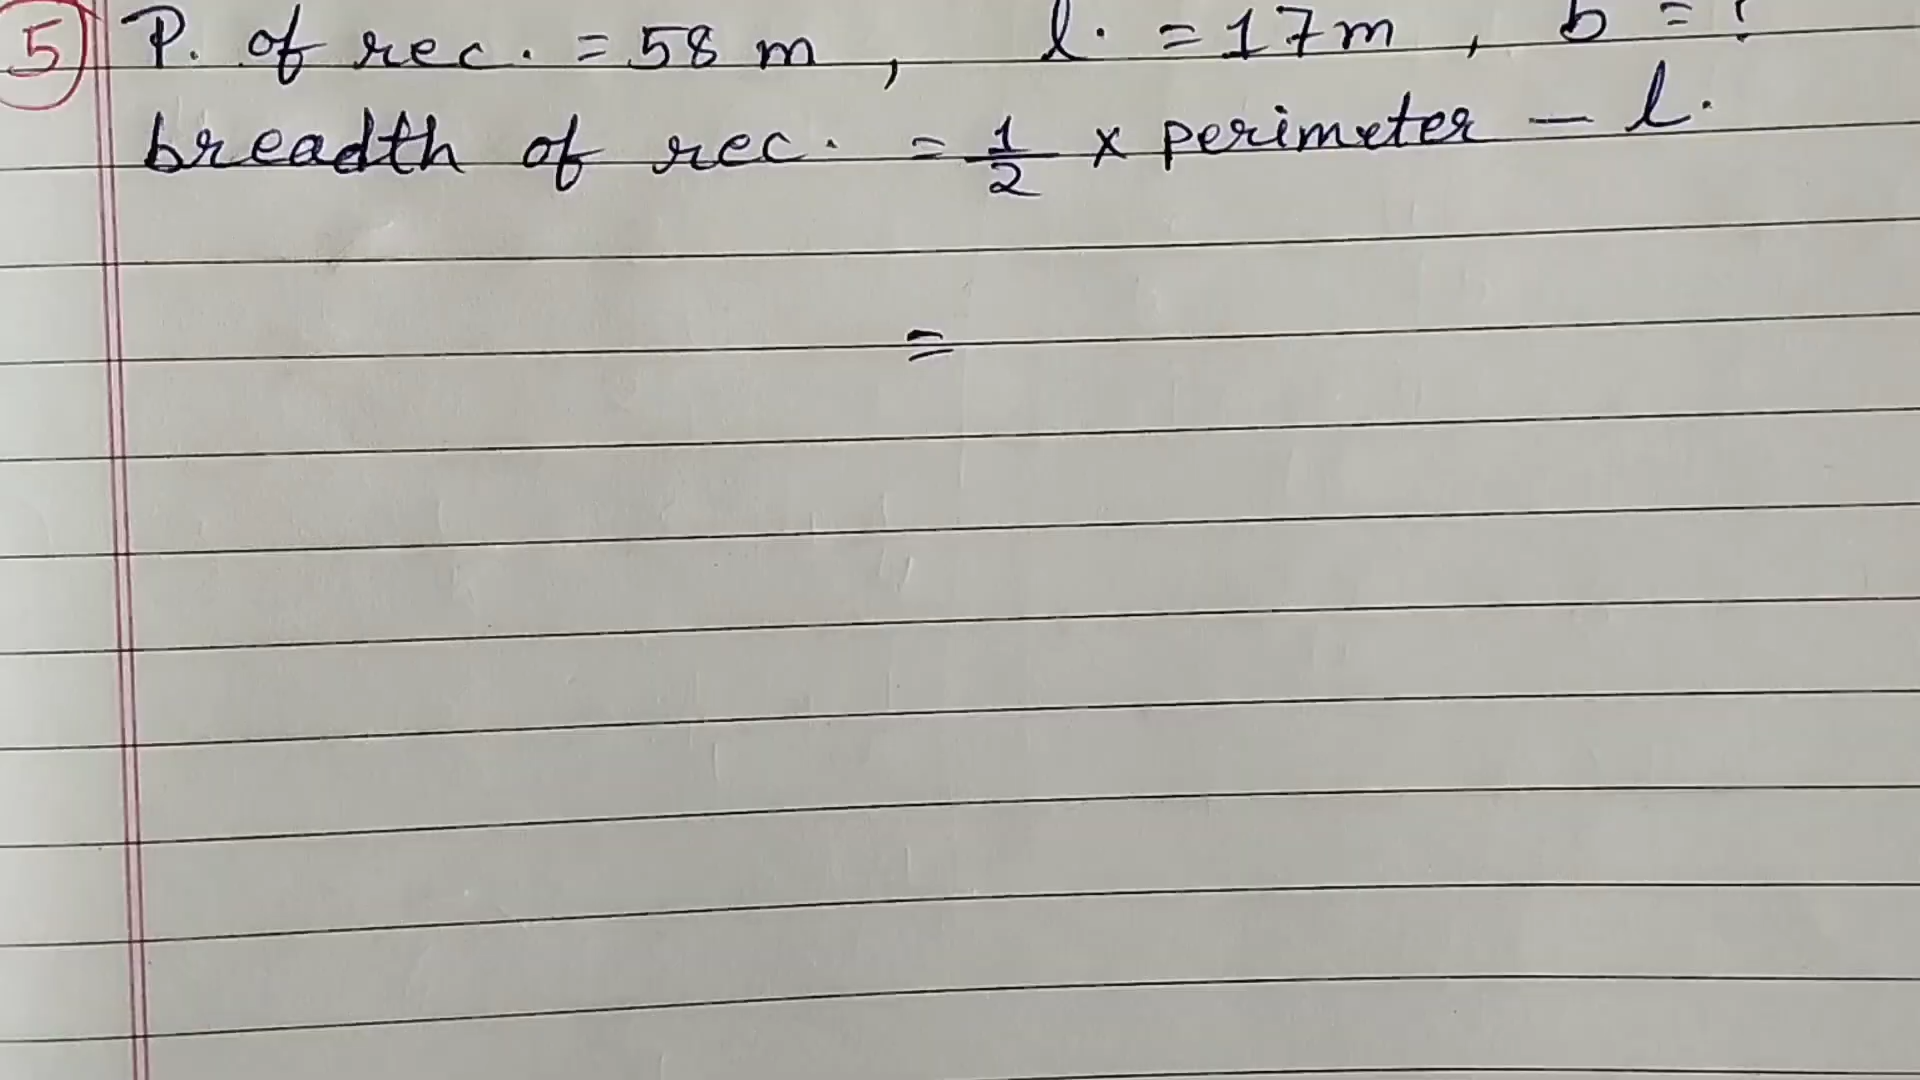 5 P. of rec. = 58 m , l. = 17 m , b = ?
breadth of rec. = 1/2 × perimeter – l.
=